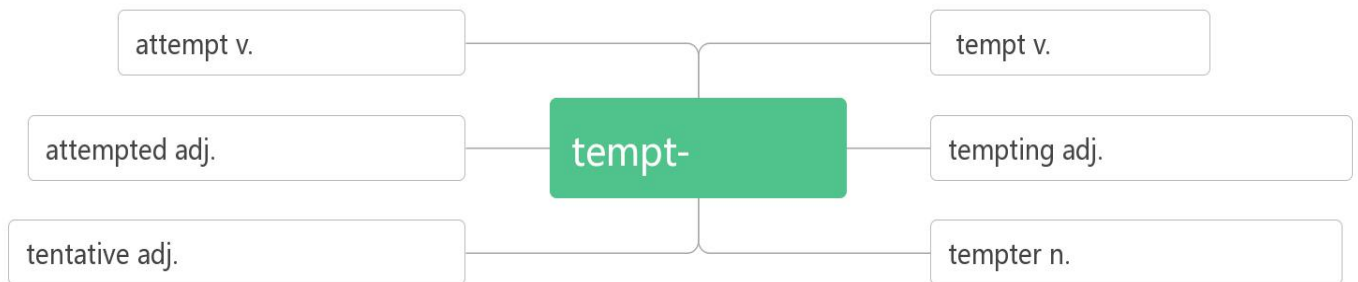 attempt v.
tempt v.
attempted adj.
tempt-
tempting adj.
tentative adj.
tempter n.